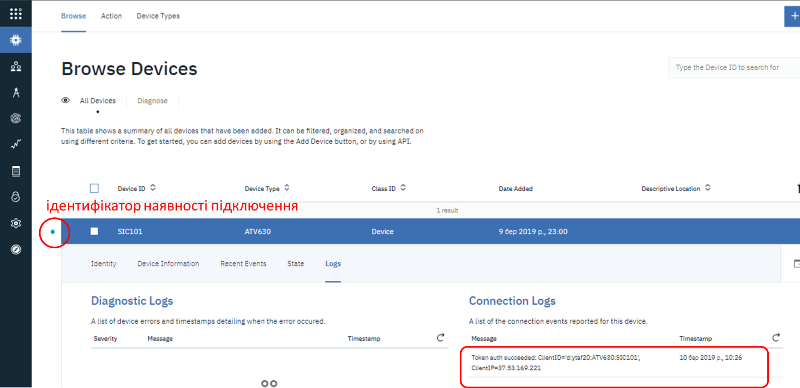 Browse Action Device Types
Browse Devices
Type the Device ID to search for
All Devices Diagnose
This table shows a summary of all devices that have been added. It can be filtered, organized, and searched on
using different criteria. To get started, you can add devices by using the Add Device button, or by using API.
Device ID Device Type Class ID Date Added Descriptive Location
ідентифікатор наявності підключення
1 result
SIC101 ATV630 Device 9 бер 2019 р., 23:00
Identity Device Information Recent Events State Logs
Diagnostic Logs
A list of device errors and timestamps detailing when the error occured.
Severity Message Timestamp
Connection Logs
A list of the connection events reported for this device.
Message Timestamp
Token auth succeeded: ClientID='d:ytaf20:ATV630:SIC101', 10 бер 2019 р., 10:26
ClientIP=37.53.169.221